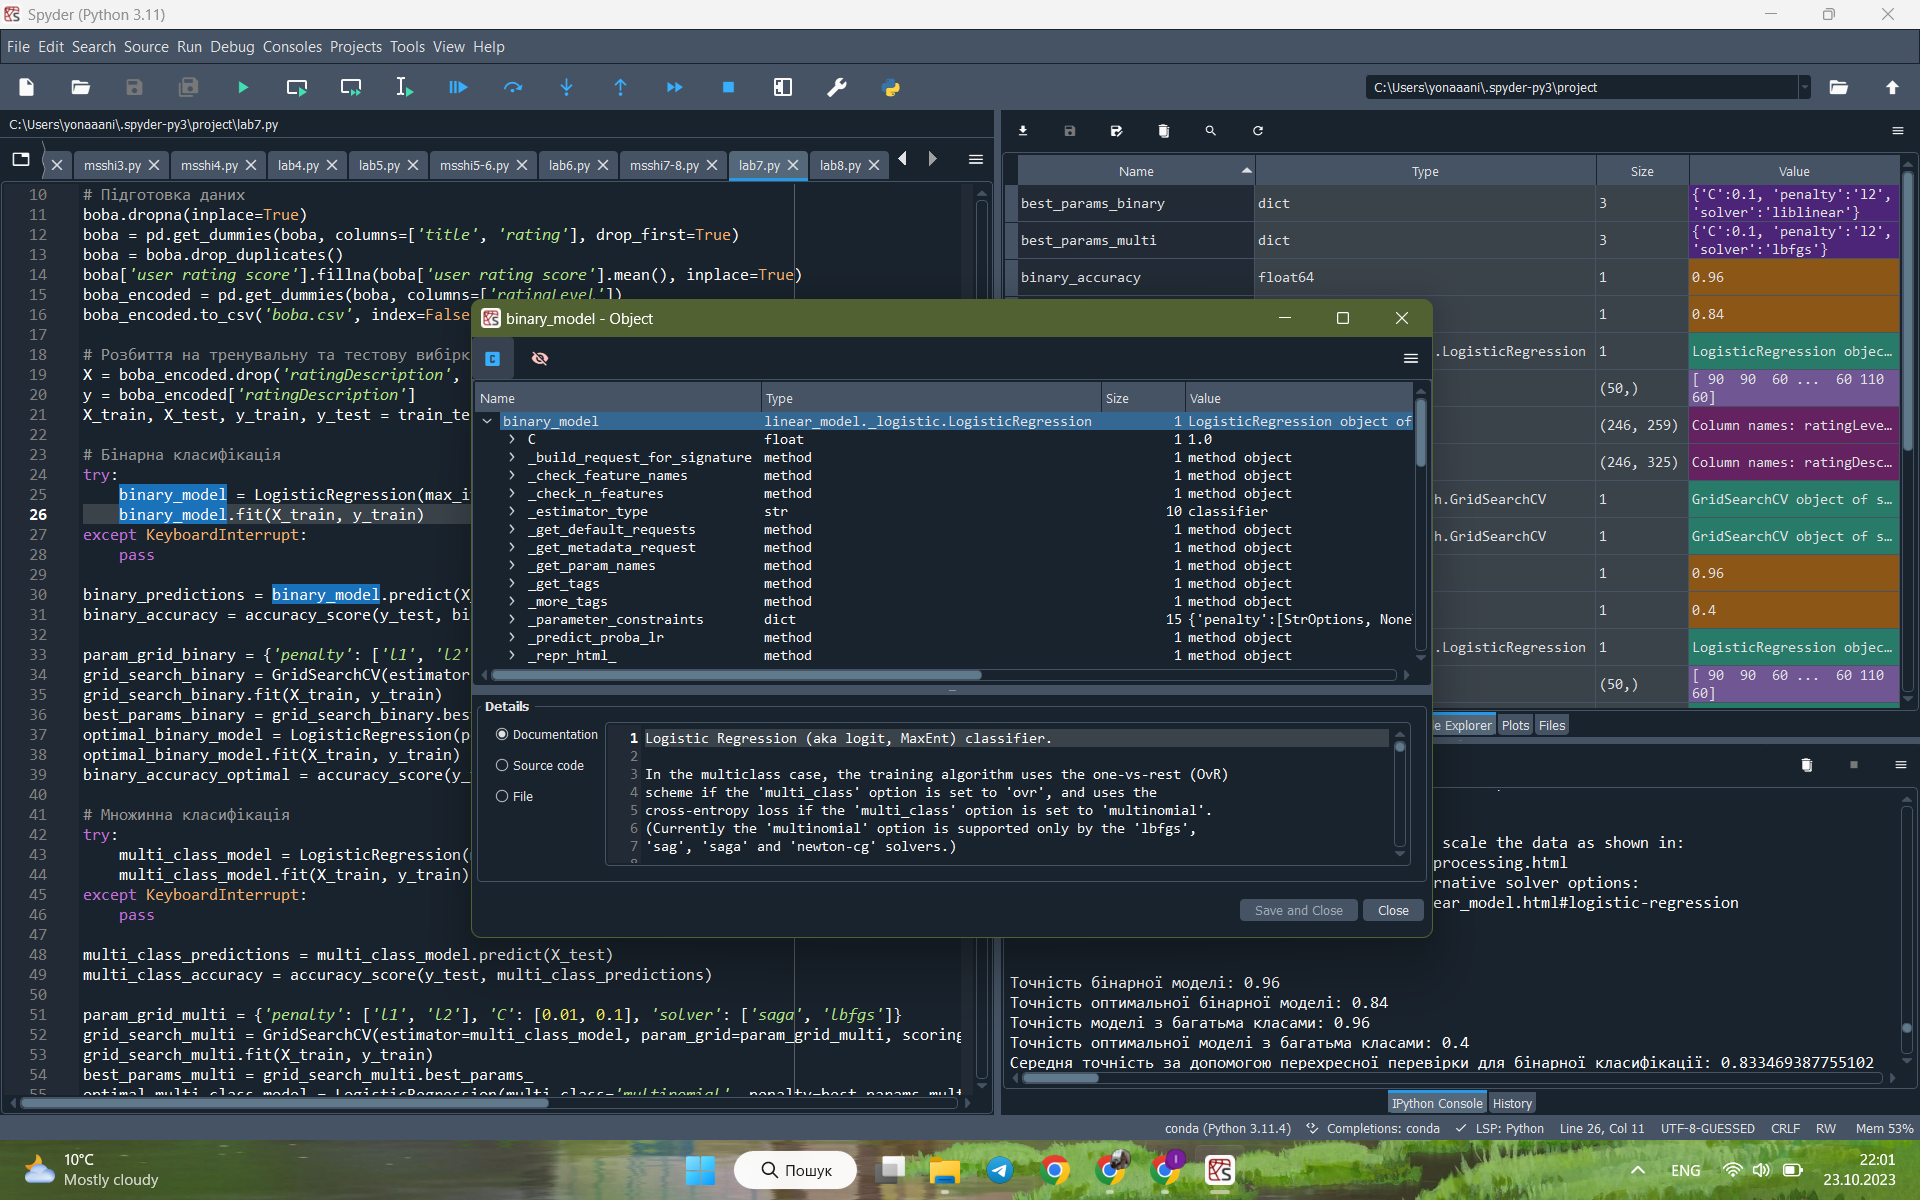 Spyder (Python 3.11)
File Edit Search Source Run Debug Consoles Projects Tools View Help
C:\Users\yonaaani\.spyder-py3\project
C:\Users\yonaaani\.spyder-py3\project\lab7.py
msshi3.py msshi4.py lab4.py lab5.py msshi5-6.py lab6.py msshi7-8.py lab7.py lab8.py
10 # Підготовка даних
11 boba.dropna(inplace=True)
12 boba = pd.get_dummies(boba, columns=['title', 'rating'], drop_first=True)
13 boba = boba.drop_duplicates()
14 boba['user rating score'].fillna(boba['user rating score'].mean(), inplace=True)
15 boba_encoded = pd.get_dummies(boba, columns=['ratingLevel'])
16 boba_encoded.to_csv('boba.csv', index=False
17
18 # Розбиття на тренувальну та тестову вибірк
19 X = boba_encoded.drop('ratingDescription',
20 y = boba_encoded['ratingDescription']
21 X_train, X_test, y_train, y_test = train_te
22
23 # Бінарна класифікація
24 try:
25 binary_model = LogisticRegression(max_i
26 binary_model.fit(X_train, y_train)
27 except KeyboardInterrupt:
28 pass
29
30 binary_predictions = binary_model.predict(X
31 binary_accuracy = accuracy_score(y_test, bi
32
33 param_grid_binary = {'penalty': ['l1', 'l2'
34 grid_search_binary = GridSearchCV(estimator
35 grid_search_binary.fit(X_train, y_train)
36 best_params_binary = grid_search_binary.bes
37 optimal_binary_model = LogisticRegression(p
38 optimal_binary_model.fit(X_train, y_train)
39 binary_accuracy_optimal = accuracy_score(y_
40
41 # Множинна класифікація
42 try:
43 multi_class_model = LogisticRegression(
44 multi_class_model.fit(X_train, y_train)
45 except KeyboardInterrupt:
46 pass
47
48 multi_class_predictions = multi_class_model.predict(X_test)
49 multi_class_accuracy = accuracy_score(y_test, multi_class_predictions)
50
51 param_grid_multi = {'penalty': ['l1', 'l2'], 'C': [0.01, 0.1], 'solver': ['saga', 'lbfgs']}
52 grid_search_multi = GridSearchCV(estimator=multi_class_model, param_grid=param_grid_multi, scoring
53 grid_search_multi.fit(X_train, y_train)
54 best_params_multi = grid_search_multi.best_params_
55 optimal_multi_class_model = LogisticRegression(multi_class='multinomial', penalty=best_params_mult
Name Type Size Value
best_params_binary dict 3 {'C':0.1, 'penalty':'l2', 'solver':'liblinear'}
best_params_multi dict 3 {'C':0.1, 'penalty':'l2', 'solver':'lbfgs'}
binary_accuracy float64 1 0.96
1 0.84
.LogisticRegression 1 LogisticRegression objec…
(50,) [ 90 90 60 ... 60 110 60]
(246, 259) Column names: ratingLeve…
(246, 325) Column names: ratingDesc…
h.GridSearchCV 1 GridSearchCV object of s…
h.GridSearchCV 1 GridSearchCV object of s…
1 0.96
1 0.4
.LogisticRegression 1 LogisticRegression objec…
(50,) [ 90 90 60 ... 60 110 60]
e Explorer Plots Files
binary_model - Object
Name Type Size Value
binary_model linear_model._logistic.LogisticRegression 1 LogisticRegression object of
C float 1 1.0
_build_request_for_signature method 1 method object
_check_feature_names method 1 method object
_check_n_features method 1 method object
_estimator_type str 10 classifier
_get_default_requests method 1 method object
_get_metadata_request method 1 method object
_get_param_names method 1 method object
_get_tags method 1 method object
_more_tags method 1 method object
_parameter_constraints dict 15 {'penalty':[StrOptions, None
_predict_proba_lr method 1 method object
_repr_html_ method 1 method object
Details
Documentation
Source code
File
1 Logistic Regression (aka logit, MaxEnt) classifier.
2
3 In the multiclass case, the training algorithm uses the one-vs-rest (OvR)
4 scheme if the 'multi_class' option is set to 'ovr', and uses the
5 cross-entropy loss if the 'multi_class' option is set to 'multinomial'.
6 (Currently the 'multinomial' option is supported only by the 'lbfgs',
7 'sag', 'saga' and 'newton-cg' solvers.)
Save and Close Close
scale the data as shown in:
processing.html
rnative solver options:
ear_model.html#logistic-regression
Точність бінарної моделі: 0.96
Точність оптимальної бінарної моделі: 0.84
Точність моделі з багатьма класами: 0.96
Точність оптимальної моделі з багатьма класами: 0.4
Середня точність за допомогою перехресної перевірки для бінарної класифікації: 0.833469387755102
IPython Console History
conda (Python 3.11.4) Completions: conda LSP: Python Line 26, Col 11 UTF-8-GUESSED CRLF RW Mem 53%
10°C
Mostly cloudy
Пошук
ENG
22:01
23.10.2023